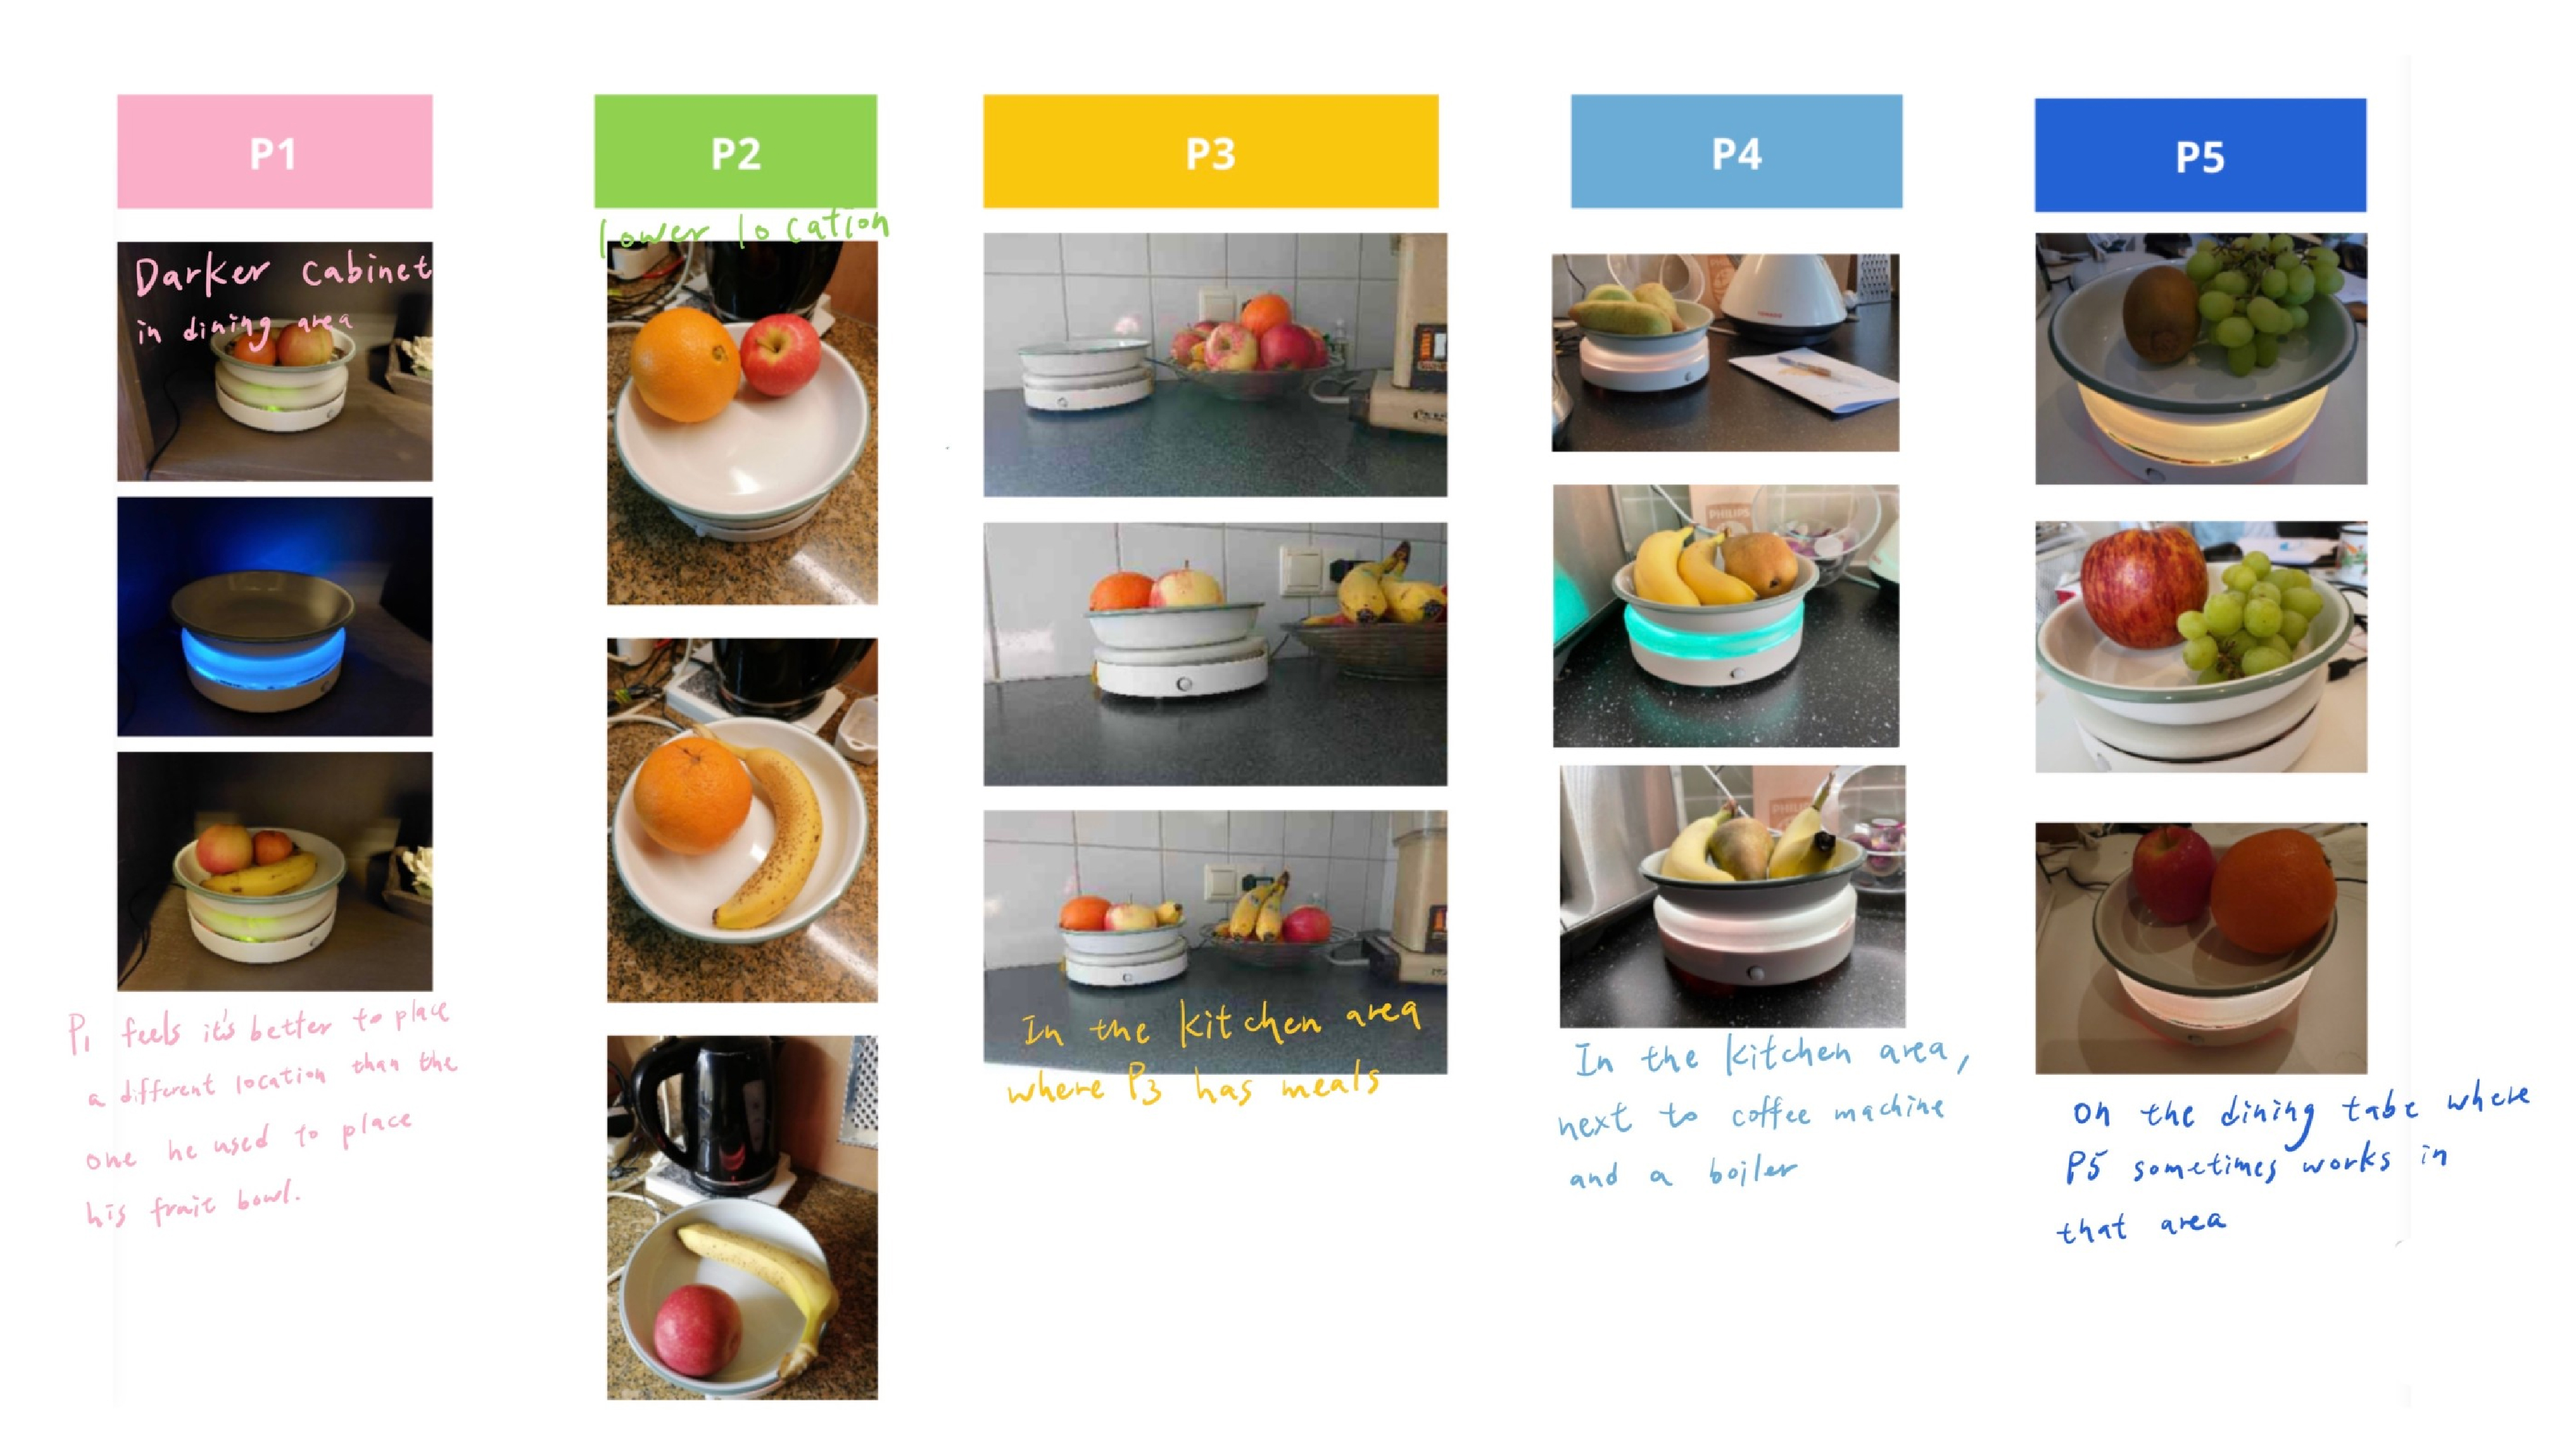 P1
Darker Cabinet
in dining area
P1 feels it's better to place
a different location than the
one he used to place
his frait bowl.
P2
lower location
P3
In the kitchen area
where P3 has meals
P4
PHILIPS
PHILIPS
In the kitchen area,
next to coffee machine
and a boiler
P5
on the dining tabe where
P5 sometimes works in
that area